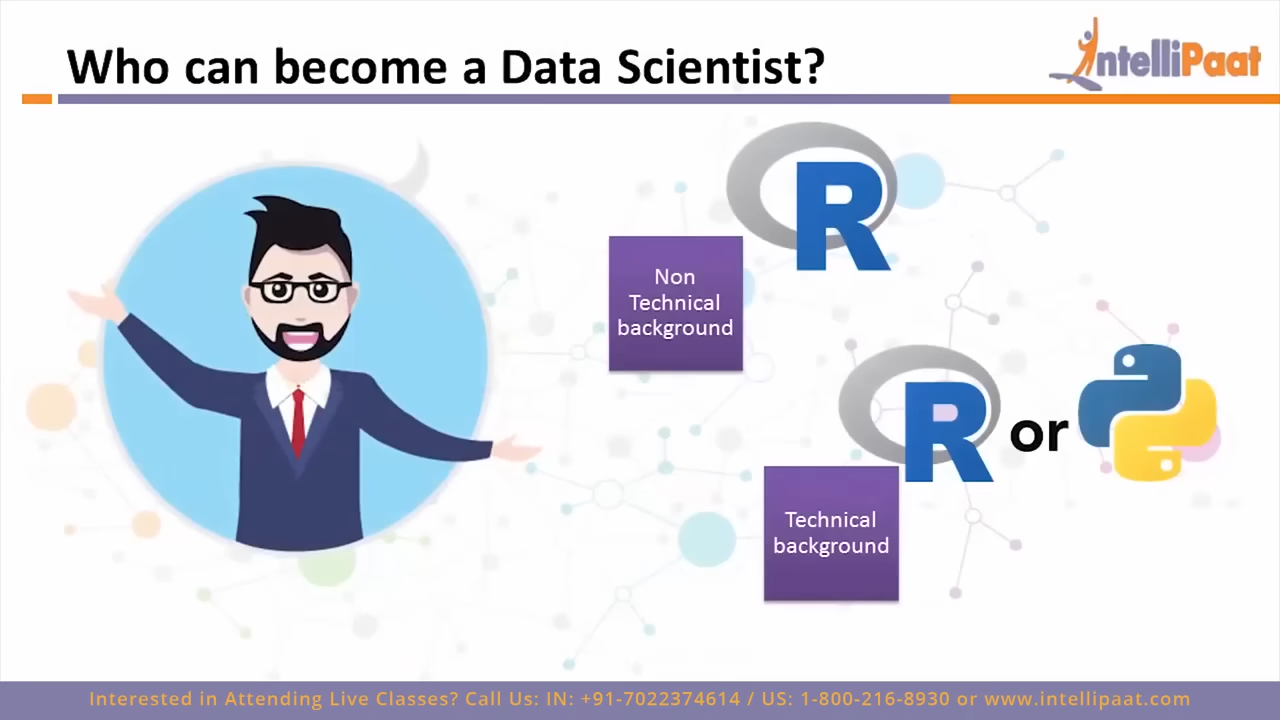 Who can become a Data Scientist?
IntelliPaat
R
Non
Technical
background
R or
Technical
background
Interested in Attending Live Classes? Call Us: IN: +91-7022374614 / US: 1-800-216-8930 or www.intellipaat.com